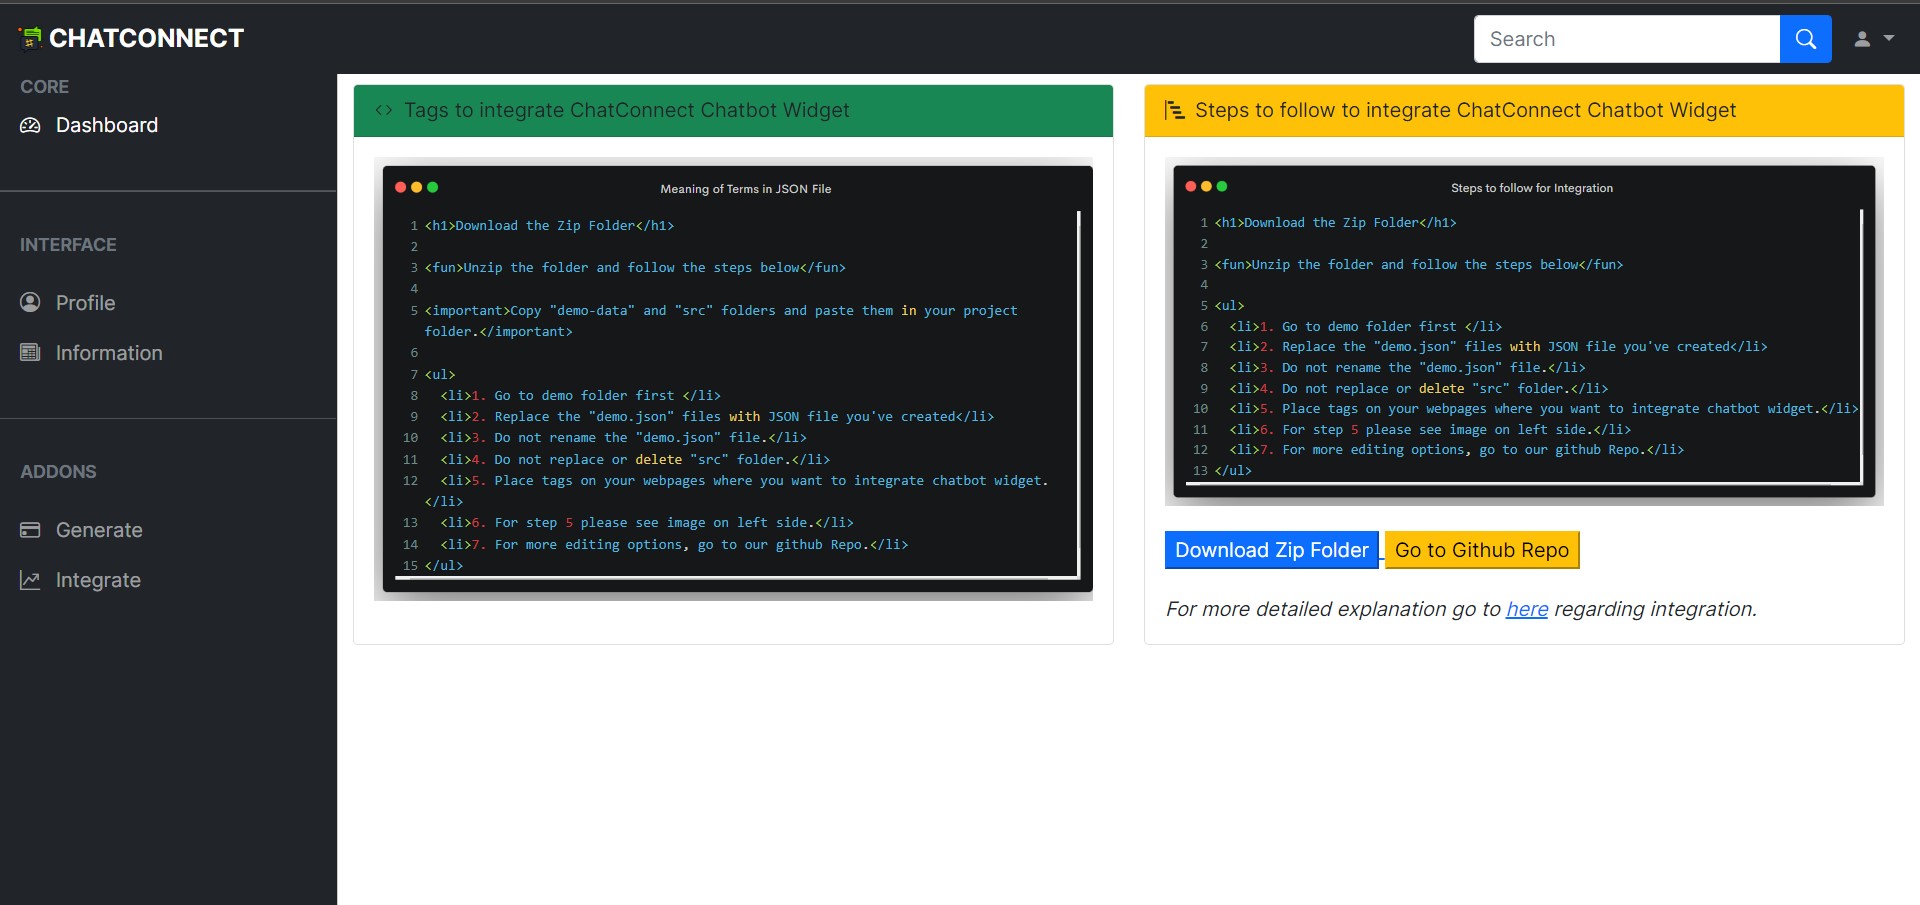 CHATCONNECT
Search
CORE
Dashboard
INTERFACE
Profile
Information
ADDONS
Generate
Integrate
<> Tags to integrate ChatConnect Chatbot Widget
Meaning of Terms in JSON File
1 <h1>Download the Zip Folder</h1>
2
3 <fun>Unzip the folder and follow the steps below</fun>
4
5 <important>Copy "demo-data" and "src" folders and paste them in your project
folder.</important>
6
7 <ul>
8 <li>1. Go to demo folder first </li>
9 <li>2. Replace the "demo.json" files with JSON file you've created</li>
10 <li>3. Do not rename the "demo.json" file.</li>
11 <li>4. Do not replace or delete "src" folder.</li>
12 <li>5. Place tags on your webpages where you want to integrate chatbot widget.
</li>
13 <li>6. For step 5 please see image on left side.</li>
14 <li>7. For more editing options, go to our github Repo.</li>
15 </ul>
Steps to follow to integrate ChatConnect Chatbot Widget
Steps to follow for Integration
1 <h1>Download the Zip Folder</h1>
2
3 <fun>Unzip the folder and follow the steps below</fun>
4
5 <ul>
6 <li>1. Go to demo folder first </li>
7 <li>2. Replace the "demo.json" files with JSON file you've created</li>
8 <li>3. Do not rename the "demo.json" file.</li>
9 <li>4. Do not replace or delete "src" folder.</li>
10 <li>5. Place tags on your webpages where you want to integrate chatbot widget.</li>
11 <li>6. For step 5 please see image on left side.</li>
12 <li>7. For more editing options, go to our github Repo.</li>
13 </ul>
Download Zip Folder Go to Github Repo
For more detailed explanation go to here regarding integration.